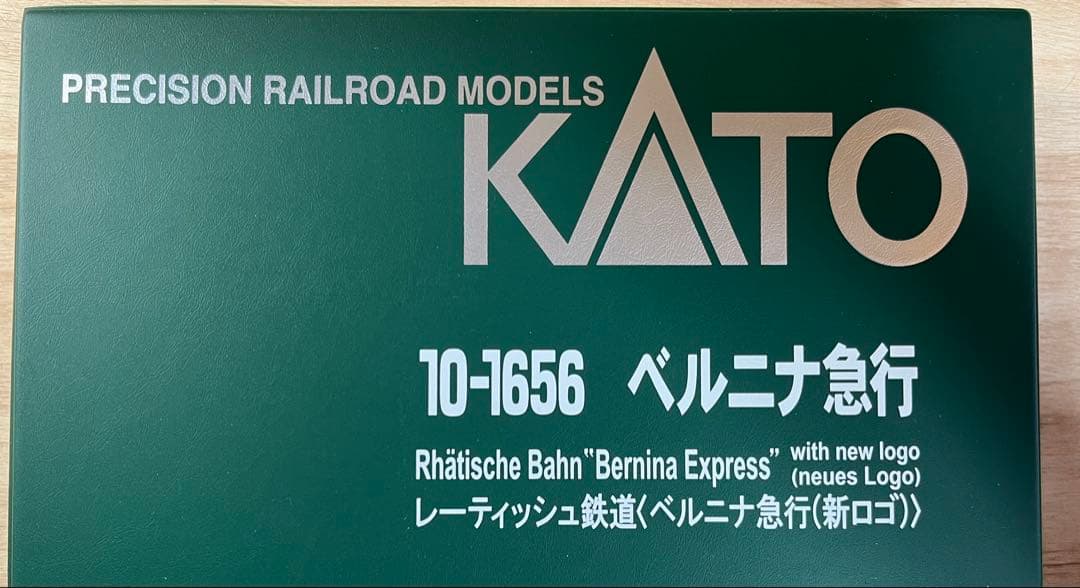 PRECISION RAILROAD MODELS
KATO
10-1656 ベルニナ急行
Rhätische Bahn "Bernina Express" with new logo
(neues Logo)
レーティッシュ鉄道〈ベルニナ急行(新ロゴ)〉